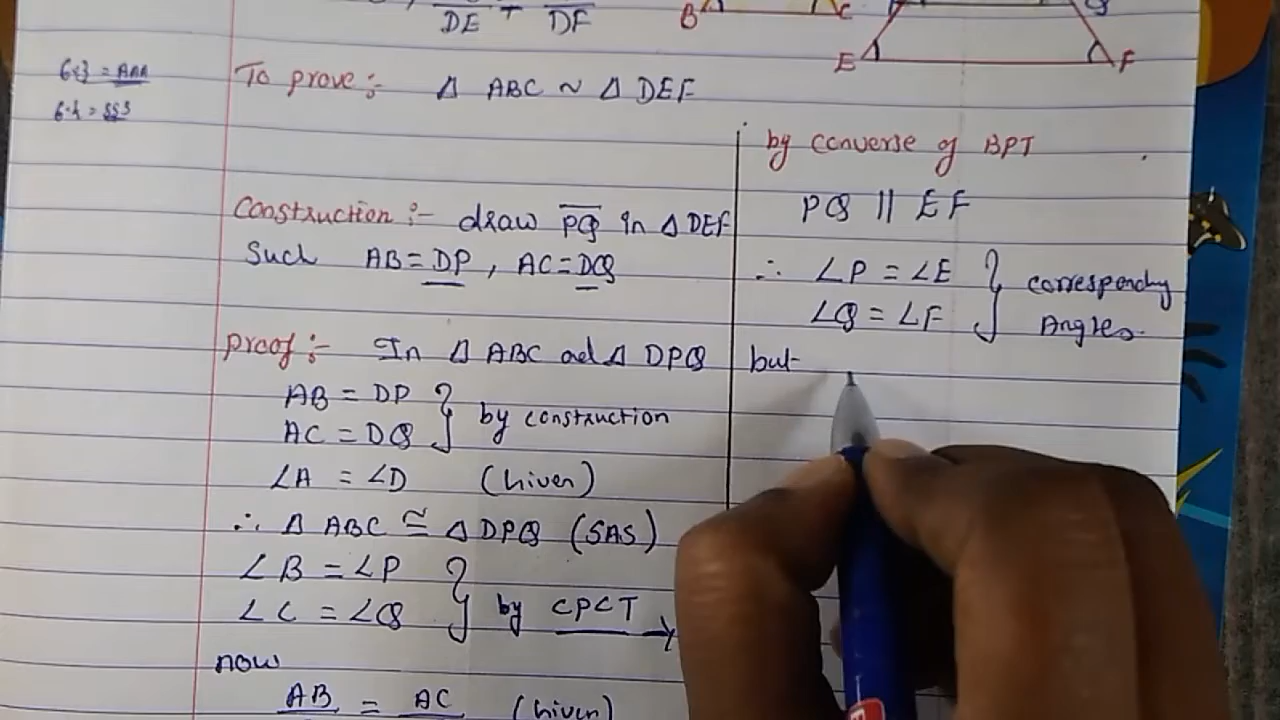 DE DF
B C
E F
6.3 = AAA
6.4 = SSS
To prove :- Δ ABC ~ Δ DEF
Construction :- draw PQ in Δ DEF
Such AB = DP , AC = DQ
Proof :- In Δ ABC and Δ DPQ
AB = DP
AC = DQ } by construction
∠A = ∠D (Given)
∴ Δ ABC ≅ Δ DPQ (SAS)
∠B = ∠P
∠C = ∠Q } by CPCT →
now
AB = AC (Given)
by converse of BPT
PQ || EF
∴ ∠P = ∠E
∠Q = ∠F } corresponding Angles.
but